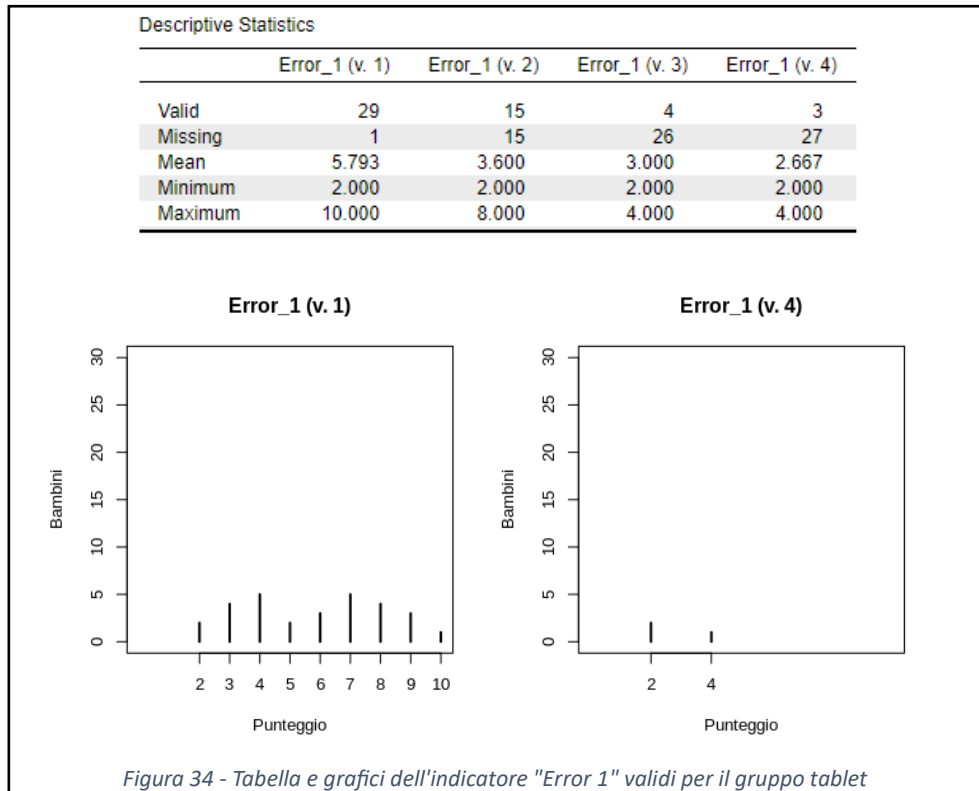 Descriptive Statistics
Error_1 (v. 1) Error_1 (v. 2) Error_1 (v. 3) Error_1 (v. 4)
Valid 29 15 4 3
Missing 1 15 26 27
Mean 5.793 3.600 3.000 2.667
Minimum 2.000 2.000 2.000 2.000
Maximum 10.000 8.000 4.000 4.000
Error_1 (v. 1)
30
25
20
15
10
5
0
Bambini
2 3 4 5 6 7 8 9 10
Punteggio
Error_1 (v. 4)
30
25
20
15
10
5
0
Bambini
2 4
Punteggio
Figura 34 - Tabella e grafici dell'indicatore "Error 1" validi per il gruppo tablet